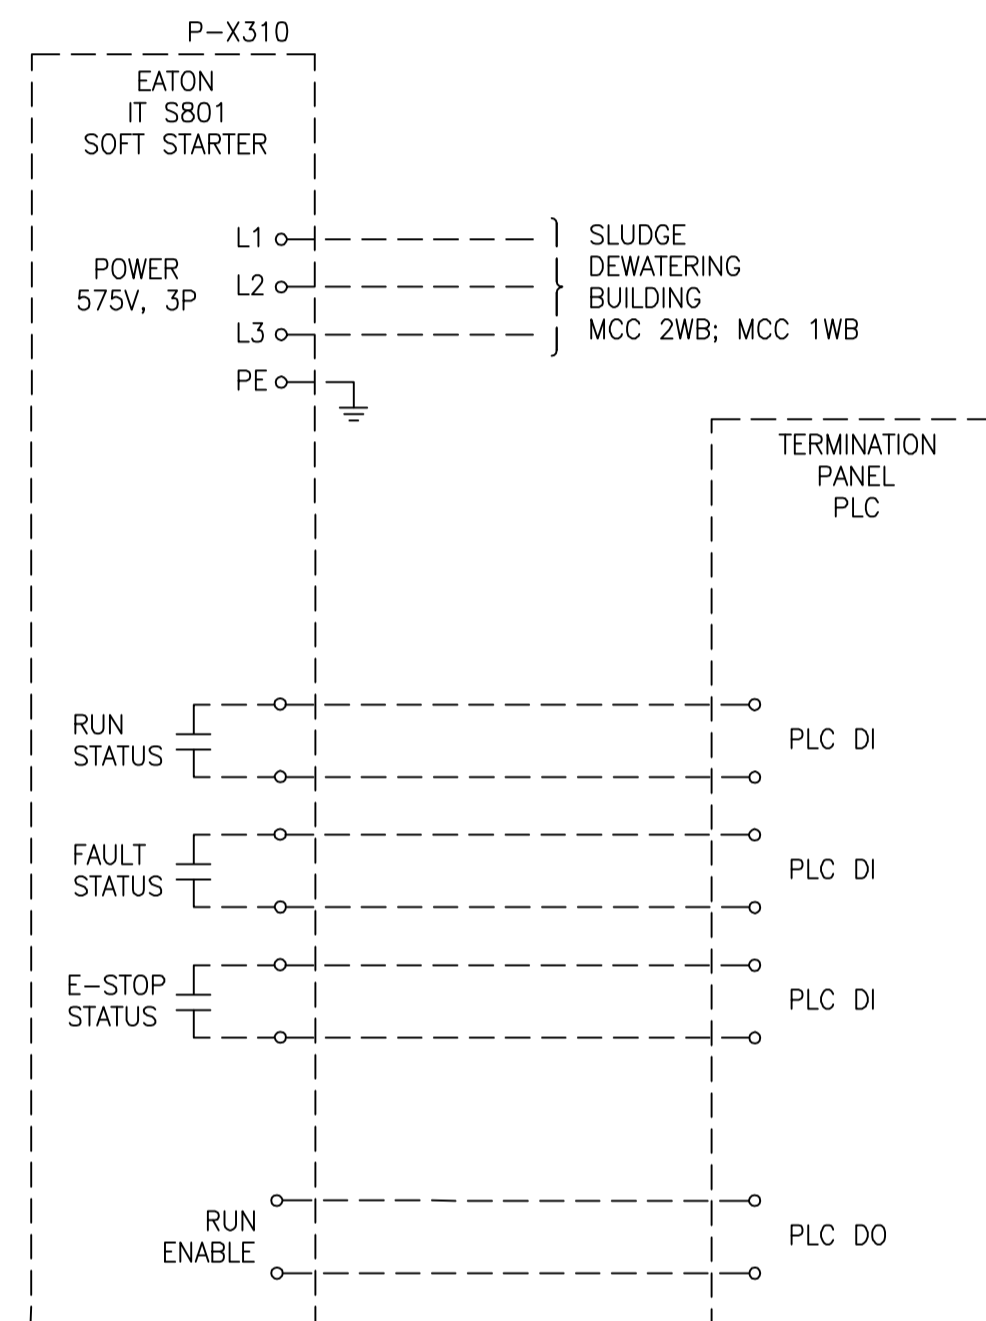 P-X310
EATON
IT S801
SOFT STARTER
L1
L2
L3
PE
POWER
575V, 3P
SLUDGE
DEWATERING
BUILDING
MCC 2WB; MCC 1WB
TERMINATION
PANEL
PLC
RUN
STATUS
PLC DI
FAULT
STATUS
PLC DI
E-STOP
STATUS
PLC DI
RUN
ENABLE
PLC DO